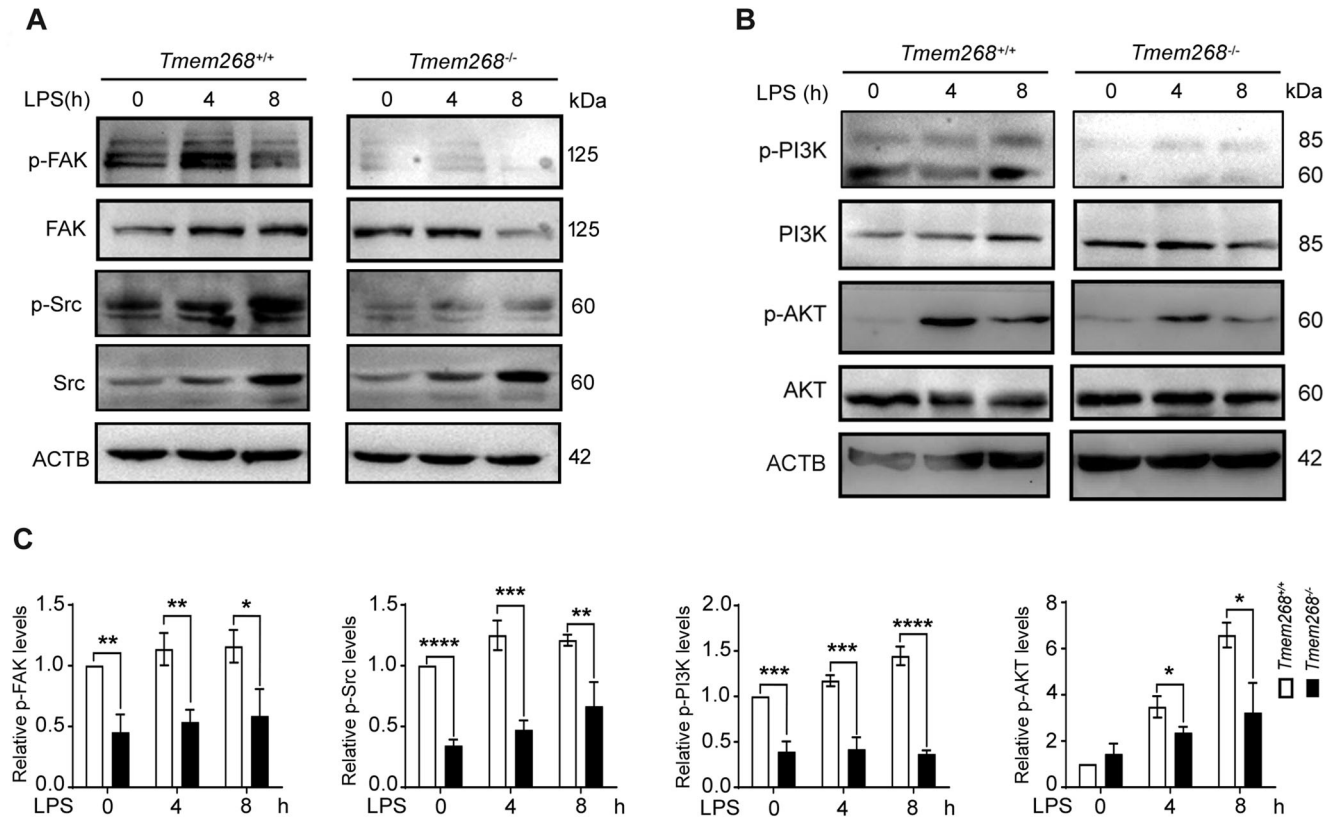 A
Tmem268+/+ Tmem268-/-
LPS(h) 0 4 8 0 4 8 kDa
p-FAK 125
FAK 125
p-Src 60
Src 60
ACTB 42
B
Tmem268+/+ Tmem268-/-
LPS (h) 0 4 8 0 4 8 kDa
p-PI3K 85
60
PI3K 85
p-AKT 60
AKT 60
ACTB 42
C
Relative p-FAK levels
1.5
1.0
0.5
0.0
** ** *
LPS 0 4 8 h
Relative p-Src levels
1.5
1.0
0.5
0.0
**** *** **
LPS 0 4 8 h
Relative p-PI3K levels
2.0
1.5
1.0
0.5
0.0
*** *** ****
LPS 0 4 8 h
Relative p-AKT levels
8
6
4
2
0
* *
LPS 0 4 8 h
Tmem268+/+
Tmem268-/-